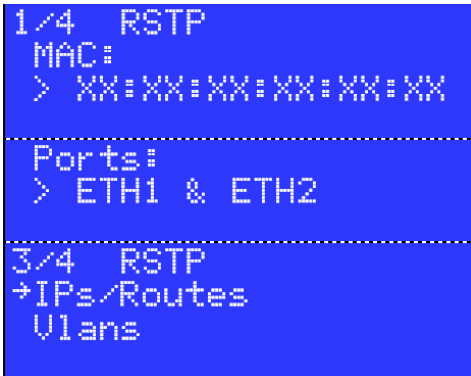 1/4 RSTP
MAC:
> XX:XX:XX:XX:XX:XX
Ports:
> ETH1 & ETH2
3/4 RSTP
→IPs/Routes
Vlans